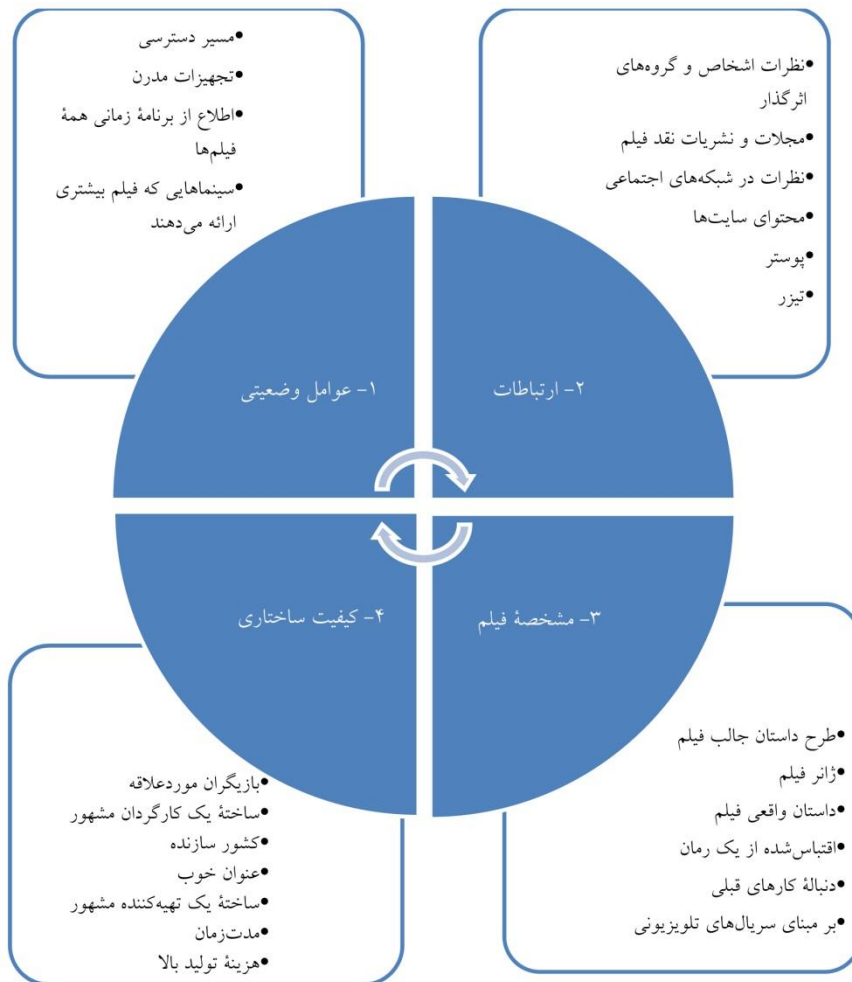 •مسیر دسترسی
•تجهیزات مدرن
•اطلاع از برنامهٔ زمانی همهٔ
فیلم‌ها
•سینماهایی که فیلم بیشتری
ارائه می‌دهند
۱- عوامل وضعیتی
•نظرات اشخاص و گروه‌های
اثرگذار
•مجلات و نشریات نقد فیلم
•نظرات در شبکه‌های اجتماعی
•محتوای سایت‌ها
•پوستر
•تیزر
۲- ارتباطات
۳- مشخصهٔ فیلم
•طرح داستان جالب فیلم
•ژانر فیلم
•داستان واقعی فیلم
•اقتباس‌شده از یک رمان
•دنبالهٔ کارهای قبلی
•بر مبنای سریال‌های تلویزیونی
۴- کیفیت ساختاری
•بازیگران موردعلاقه
•ساختهٔ یک کارگردان مشهور
•کشور سازنده
•عنوان خوب
•ساختهٔ یک تهیه‌کننده مشهور
•مدت‌زمان
•هزینهٔ تولید بالا